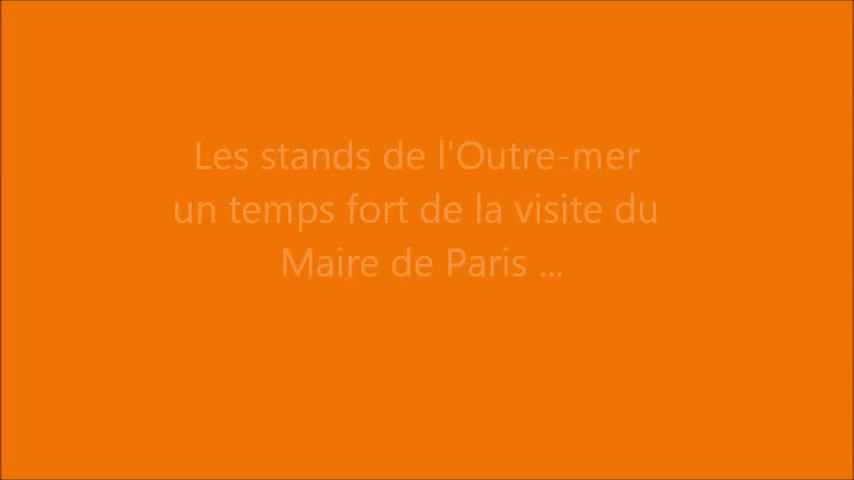 Les stands de l'Outre-mer
un temps fort de la visite du
Maire de Paris ...